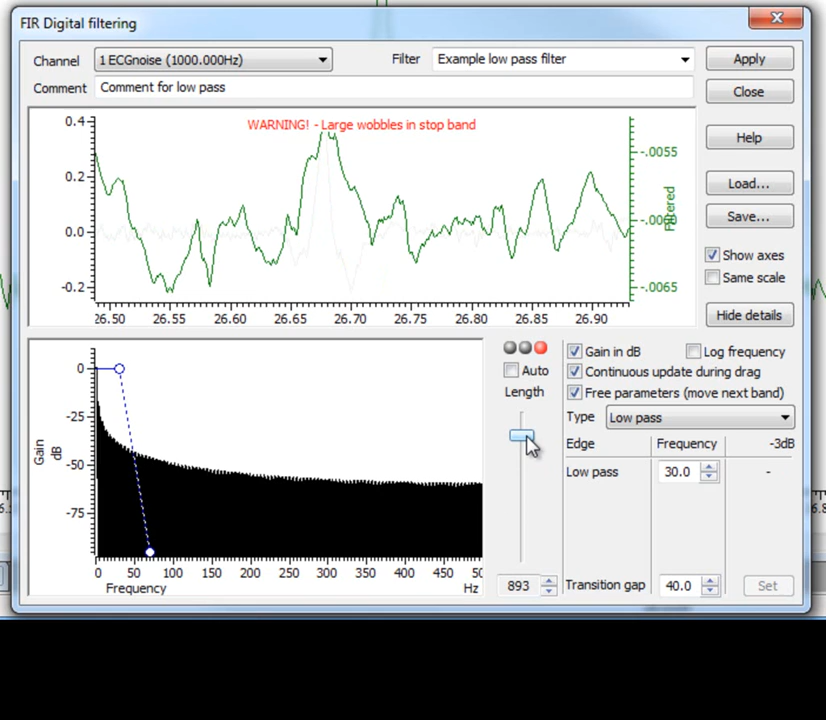 FIR Digital filtering
Channel 1 ECGnoise (1000.000Hz) Filter Example low pass filter Apply
Comment Comment for low pass Close
WARNING! - Large wobbles in stop band
Help
Load...
Save...
Show axes
Same scale
Hide details
0.4
0.2
0.0
-0.2
-.0055
-.0065
Filtered
26.50 26.55 26.60 26.65 26.70 26.75 26.80 26.85 26.90
0
-25
-50
-75
Gain
dB
0 50 100 150 200 250 300 350 400 450
Frequency Hz
Auto
Length
893
Gain in dB Log frequency
Continuous update during drag
Free parameters (move next band)
Type Low pass
Edge Frequency -3dB
Low pass 30.0 -
Transition gap 40.0 Set